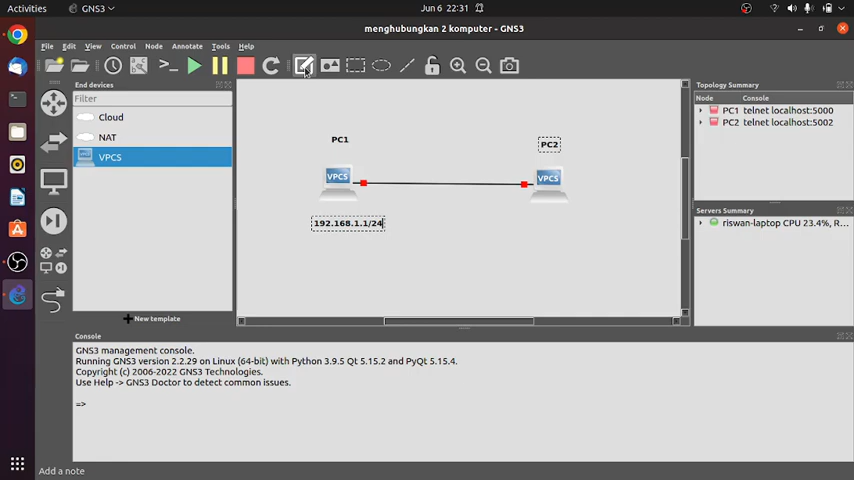 Activities
GNS3
Jun 6 22:31
menghubungkan 2 komputer - GNS3
File Edit View Control Node Annotate Tools Help
End devices
Filter
Cloud
NAT
VPCS
New template
PC1
PC2
VPCS
VPCS
192.168.1.1/24
Topology Summary
Node Console
PC1 telnet localhost:5000
PC2 telnet localhost:5002
Servers Summary
riswan-laptop CPU 23.4%, R...
Console
GNS3 management console.
Running GNS3 version 2.2.29 on Linux (64-bit) with Python 3.9.5 Qt 5.15.2 and PyQt 5.15.4.
Copyright (c) 2006-2022 GNS3 Technologies.
Use Help -> GNS3 Doctor to detect common issues.
=>
Add a note